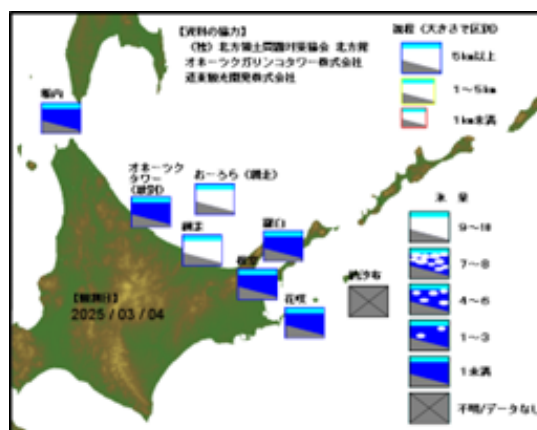 【資料の協力】
(独)北方領土問題対策協会 北方館
オホーツクガリンコタワー株式会社
道東観光開発株式会社
視程(大きさで区別)
5km以上
1～5km
1km未満
稚内
オホーツク
タワー
(紋別)
おーろら(網走)
網走
羅臼
根室
花咲
納沙布
【観測日】
2025/03/04
氷量
9～10
7～8
4～6
1～3
1未満
不明/データなし